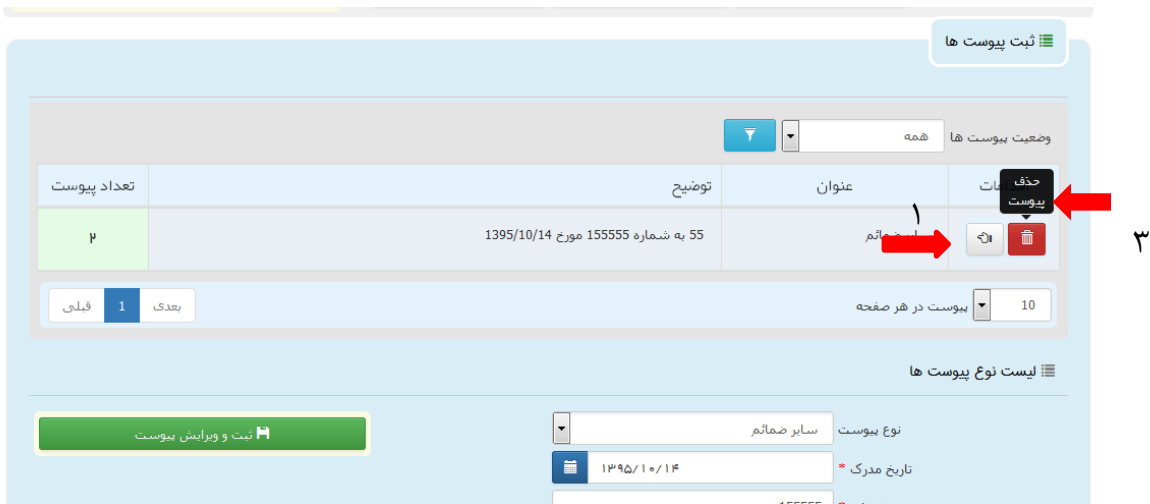 ثبت پیوست ها
وضعیت پیوست ها همه
حذف
پیوست
عنوان توضیح تعداد پیوست
۱
55 به شماره 155555 مورخ 1395/10/14 ۲
۳
10 پیوست در هر صفحه بعدی 1 قبلی
لیست نوع پیوست ها
نوع پیوست سایر ضمائم ثبت و ویرایش پیوست
تاریخ مدرک * ۱۳۹۵/۱۰/۱۴
155555